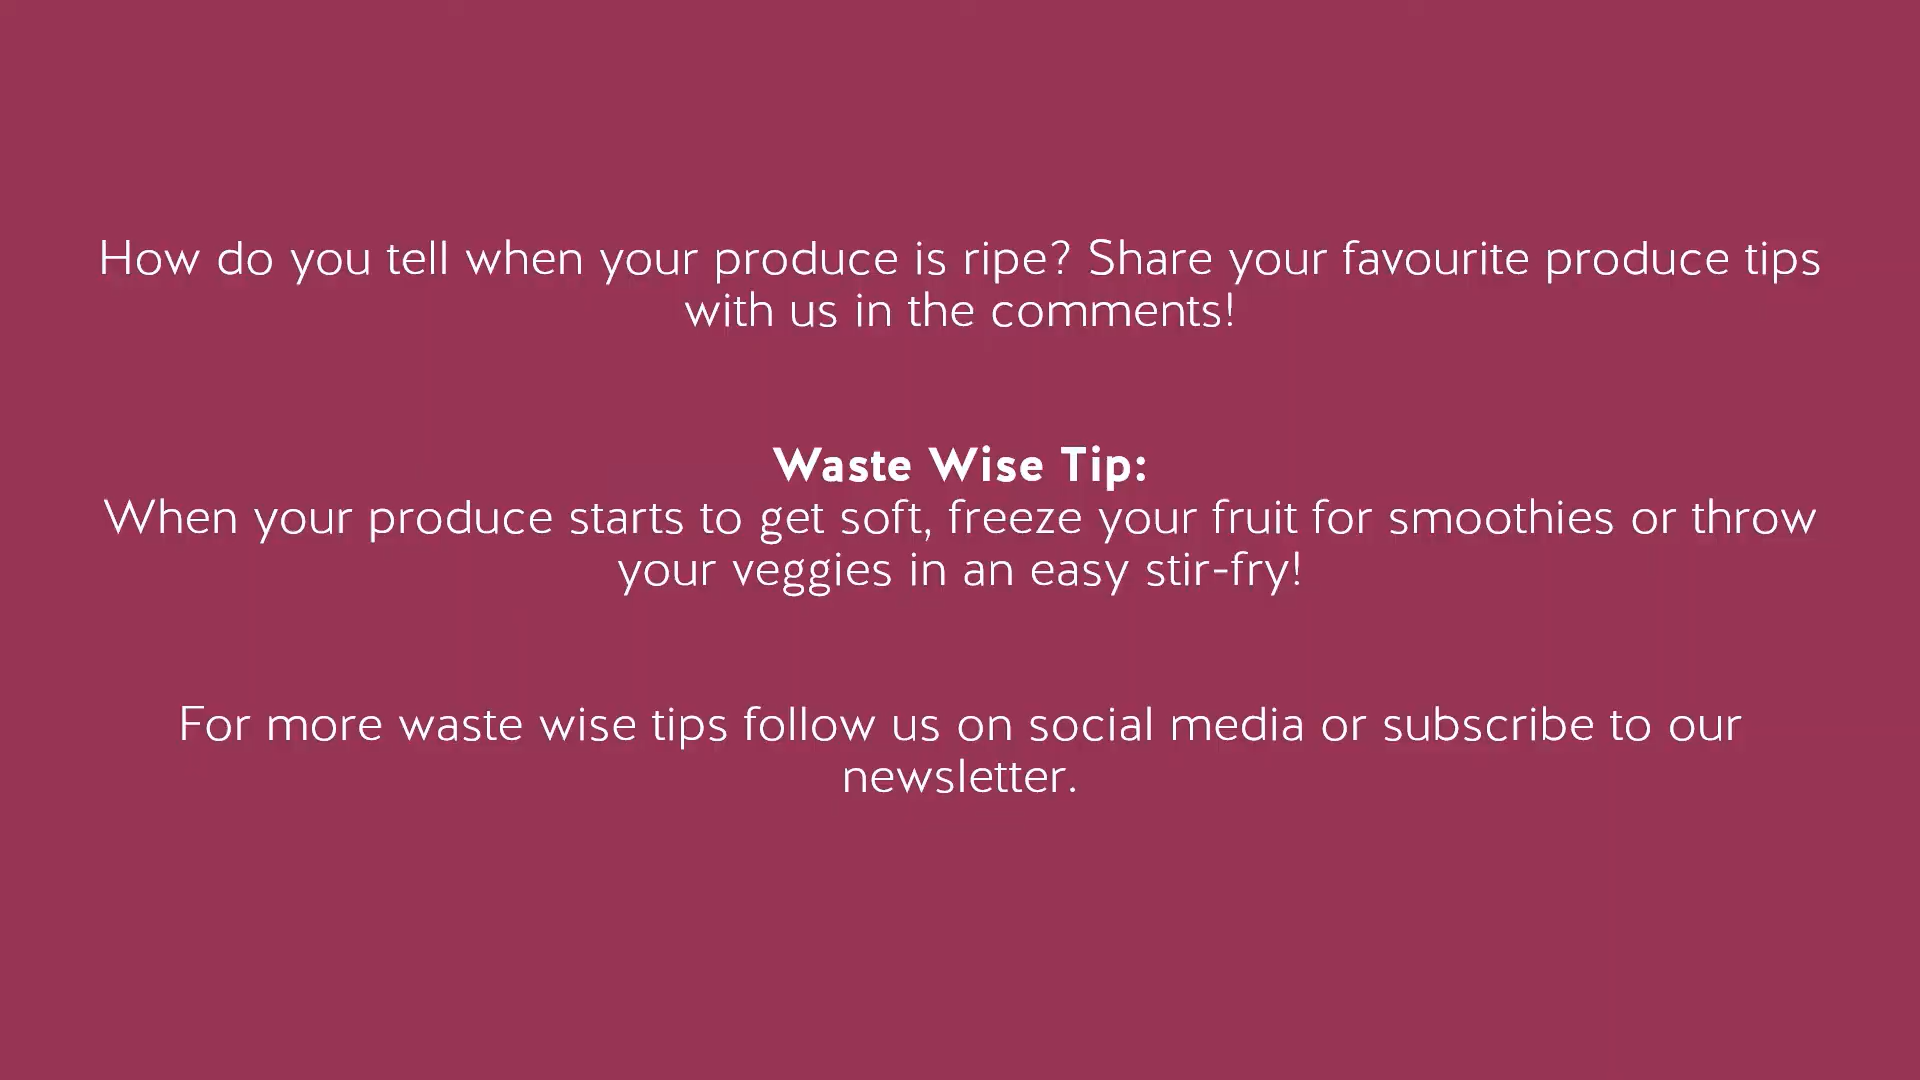 How do you tell when your produce is ripe? Share your favourite produce tips
with us in the comments!
Waste Wise Tip:
When your produce starts to get soft, freeze your fruit for smoothies or throw
your veggies in an easy stir-fry!
For more waste wise tips follow us on social media or subscribe to our
newsletter.